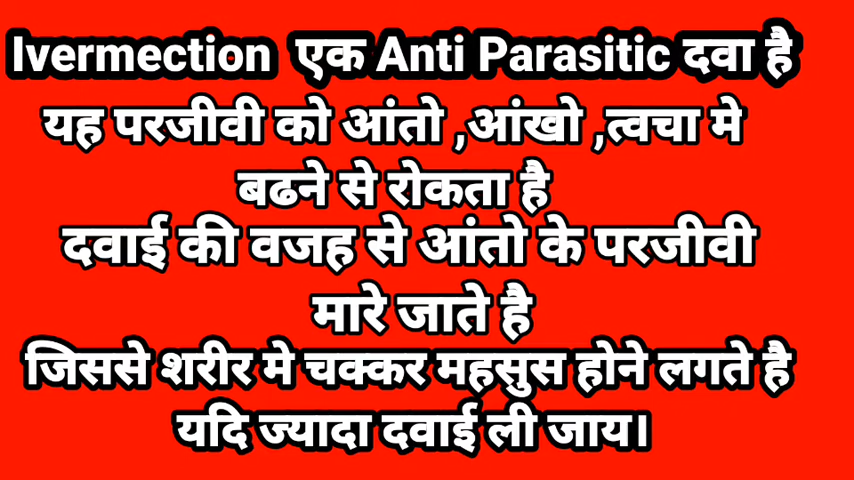 Ivermection एक Anti Parasitic दवा है
यह परजीवी को आंतो ,आंखो ,त्वचा मे
बढने से रोकता है
दवाई की वजह से आंतो के परजीवी
मारे जाते है
जिससे शरीर मे चक्कर महसुस होने लगते है
यदि ज्यादा दवाई ली जाय।